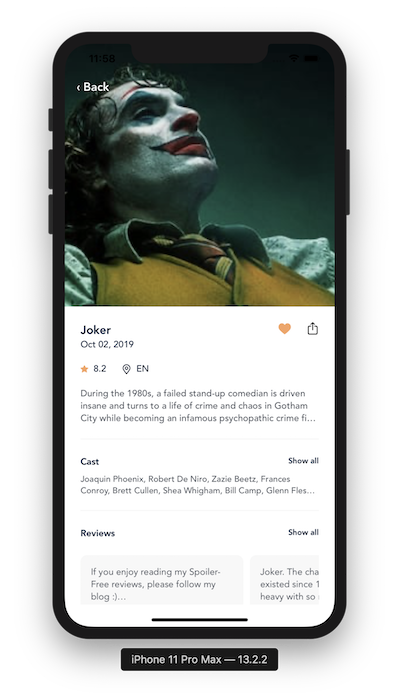 11:58
‹ Back
Joker
Oct 02, 2019
8.2 EN
During the 1980s, a failed stand-up comedian is driven
insane and turns to a life of crime and chaos in Gotham
City while becoming an infamous psychopathic crime fi...
Cast Show all
Joaquin Phoenix, Robert De Niro, Zazie Beetz, Frances
Conroy, Brett Cullen, Shea Whigham, Bill Camp, Glenn Fles...
Reviews Show all
If you enjoy reading my Spoiler-
Free reviews, please follow my
blog :)...
Joker. The cha
existed since 1
heavy with so
iPhone 11 Pro Max — 13.2.2